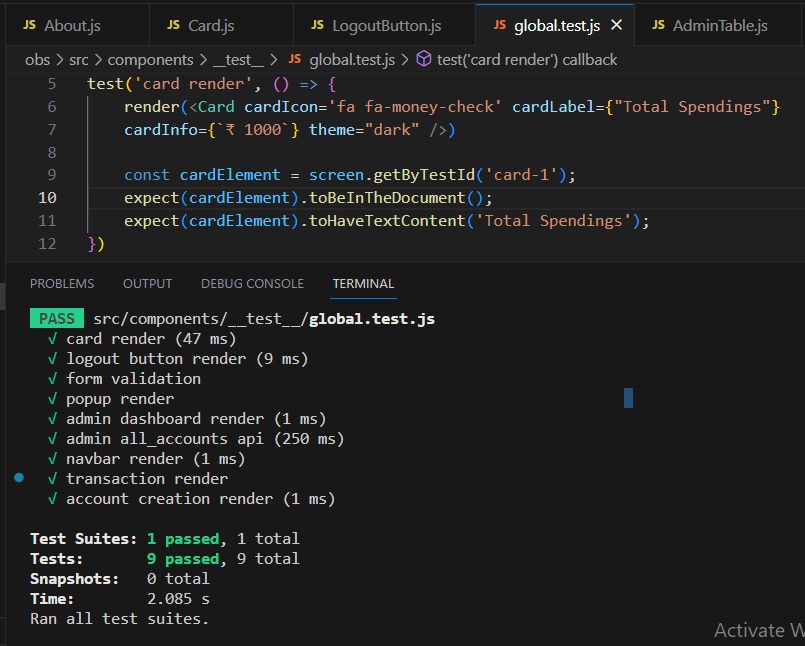 JS About.js JS Card.js JS LogoutButton.js JS global.test.js × JS AdminTable.js
obs > src > components > __test__ > JS global.test.js > test('card render') callback
5 test('card render', () => {
6 render(<Card cardIcon='fa fa-money-check' cardLabel={"Total Spendings"}
7 cardInfo={`₹ 1000`} theme="dark" />)
8
9 const cardElement = screen.getByTestId('card-1');
10 expect(cardElement).toBeInTheDocument();
11 expect(cardElement).toHaveTextContent('Total Spendings');
12 })
PROBLEMS OUTPUT DEBUG CONSOLE TERMINAL
PASS src/components/__test__/global.test.js
√ card render (47 ms)
√ logout button render (9 ms)
√ form validation
√ popup render
√ admin dashboard render (1 ms)
√ admin all_accounts api (250 ms)
√ navbar render (1 ms)
√ transaction render
√ account creation render (1 ms)
Test Suites: 1 passed, 1 total
Tests: 9 passed, 9 total
Snapshots: 0 total
Time: 2.085 s
Ran all test suites.
Activate W